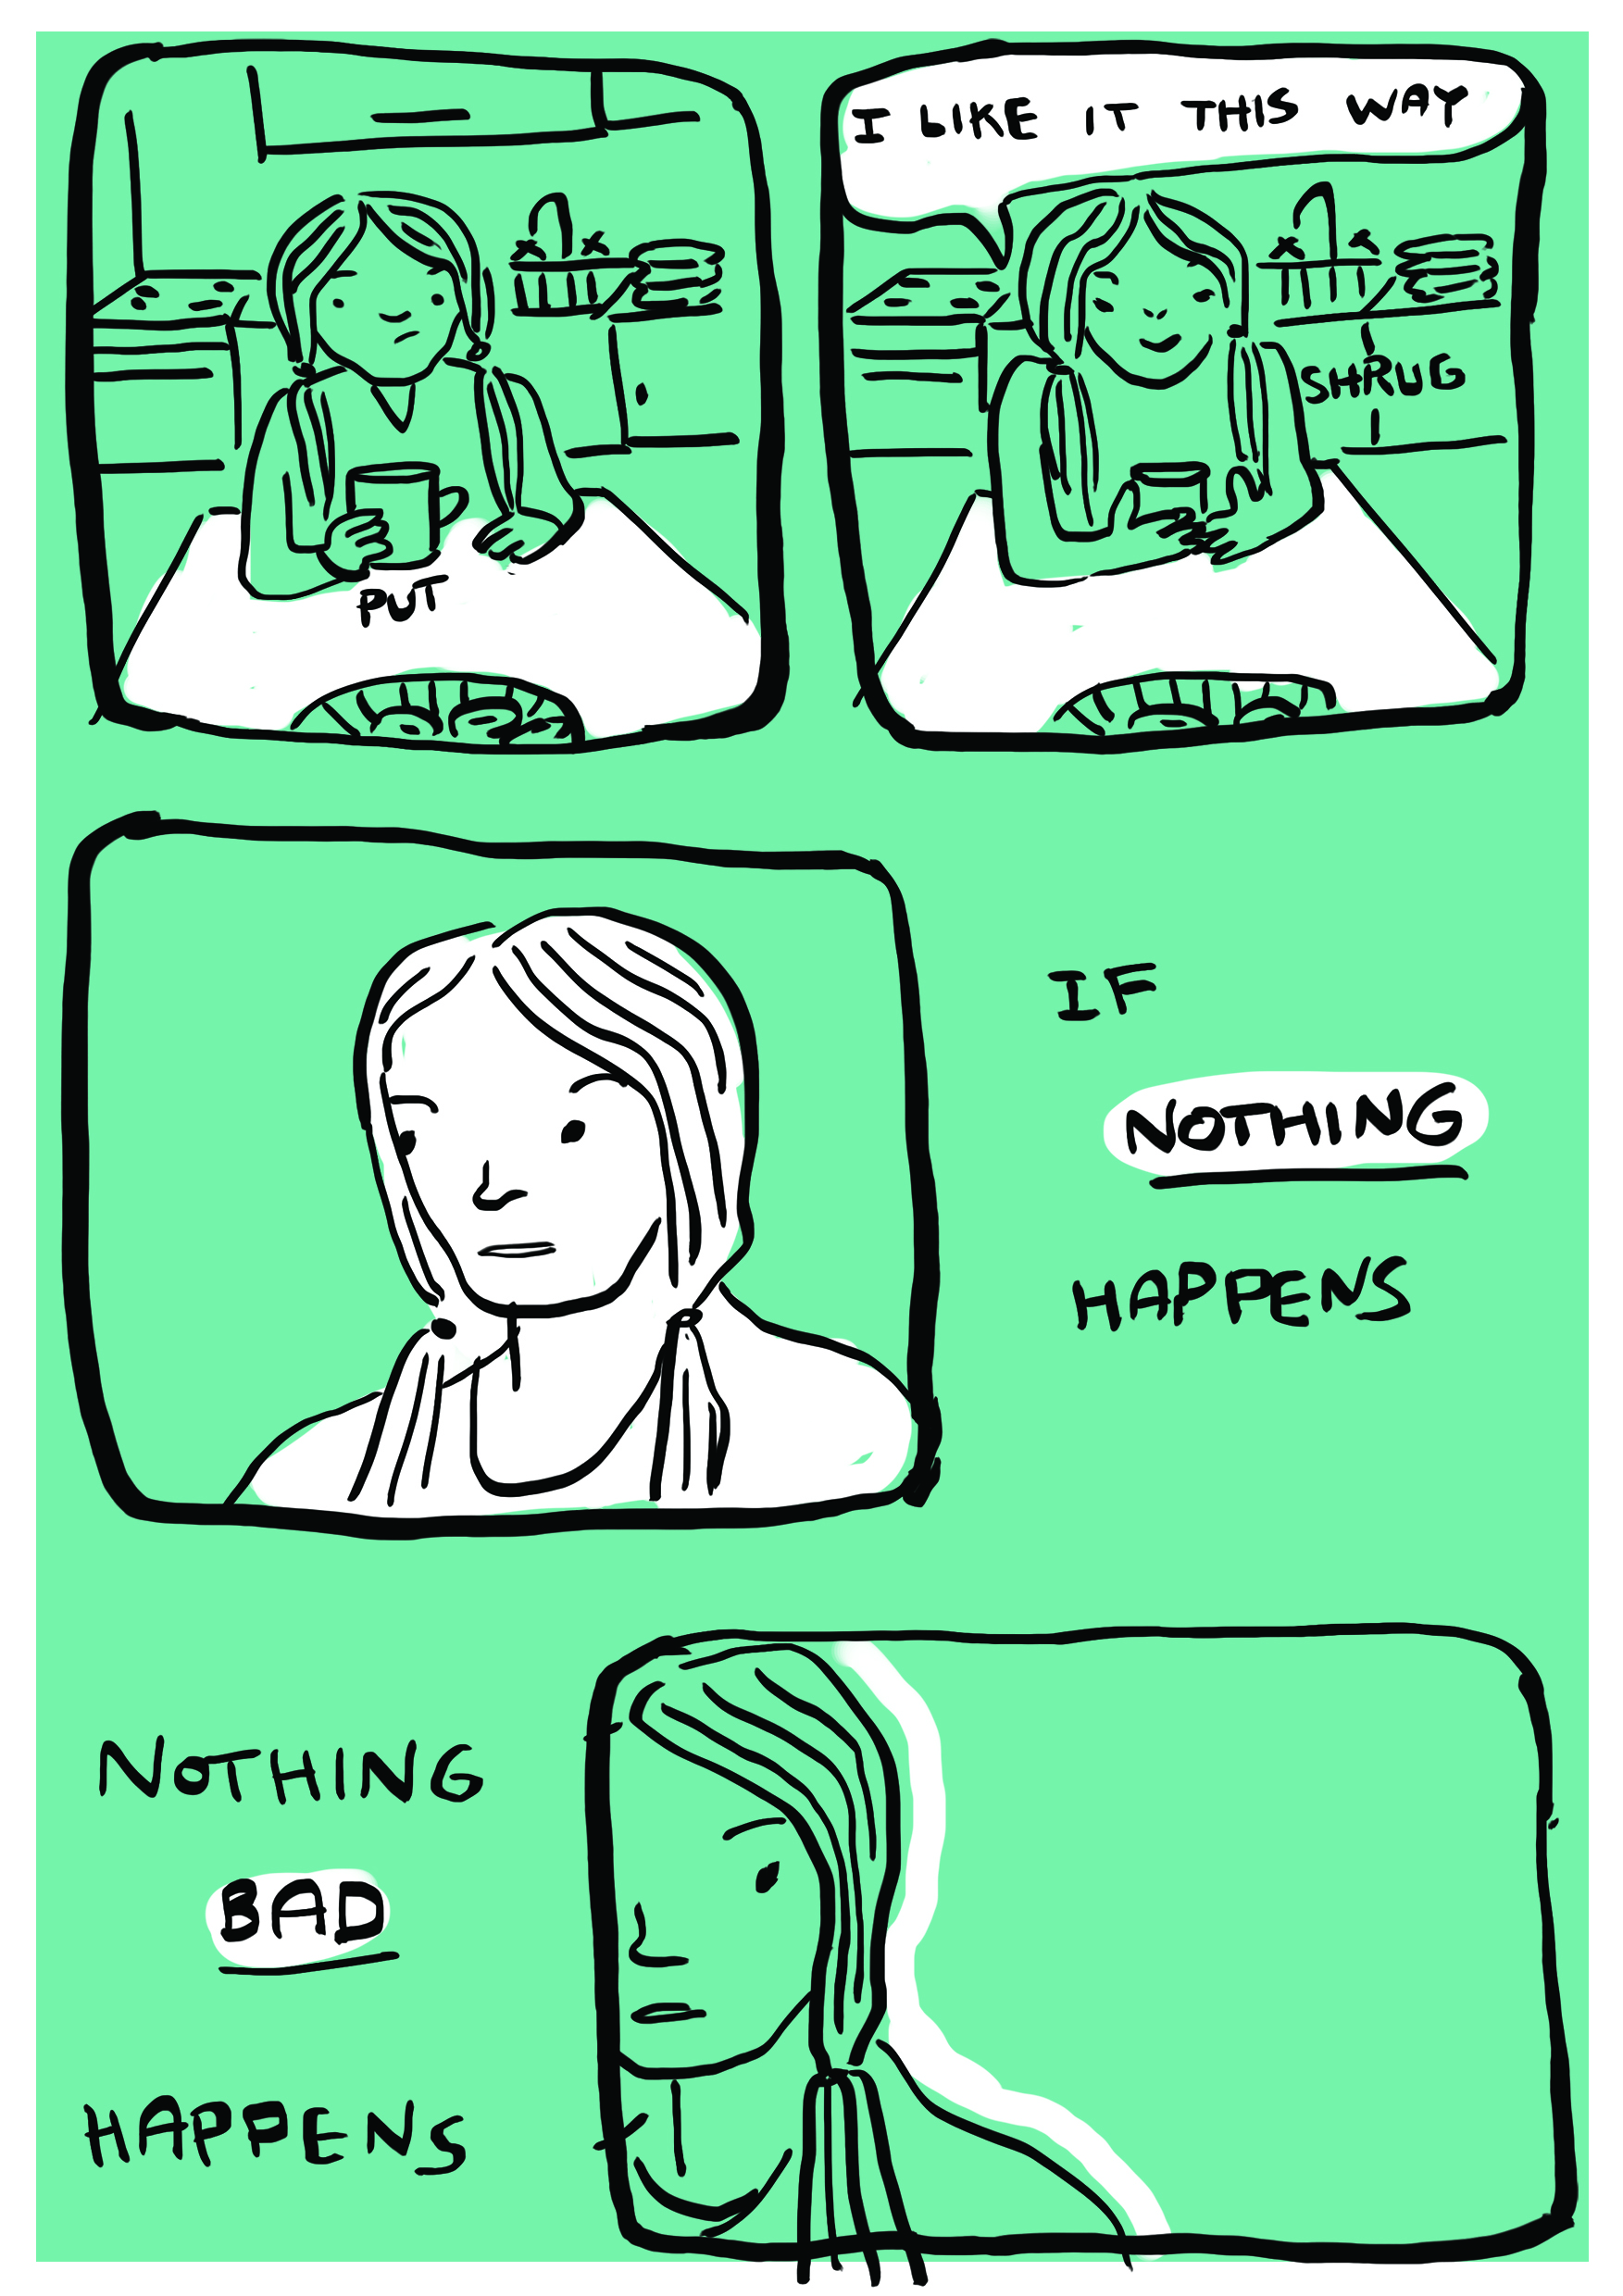 PUT
I LIKE IT THIS WAY
SHRUG
IF
NOTHING
HAPPENS
NOTHING
BAD
HAPPENS